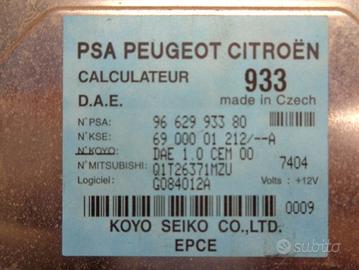 PSA PEUGEOT CITROËN
CALCULATEUR 933
D.A.E. made in Czech
N°PSA: 96 629 933 80
N°KSE: 69 000 01 212/--A
N°KOYO: DAE 1.0 CEM 00
N°MITSUBISHI: Q1T26371MZU 7404
Logiciel: G084012A Volts : +12V
0009
KOYO SEIKO CO.,LTD.
EPCE
subito